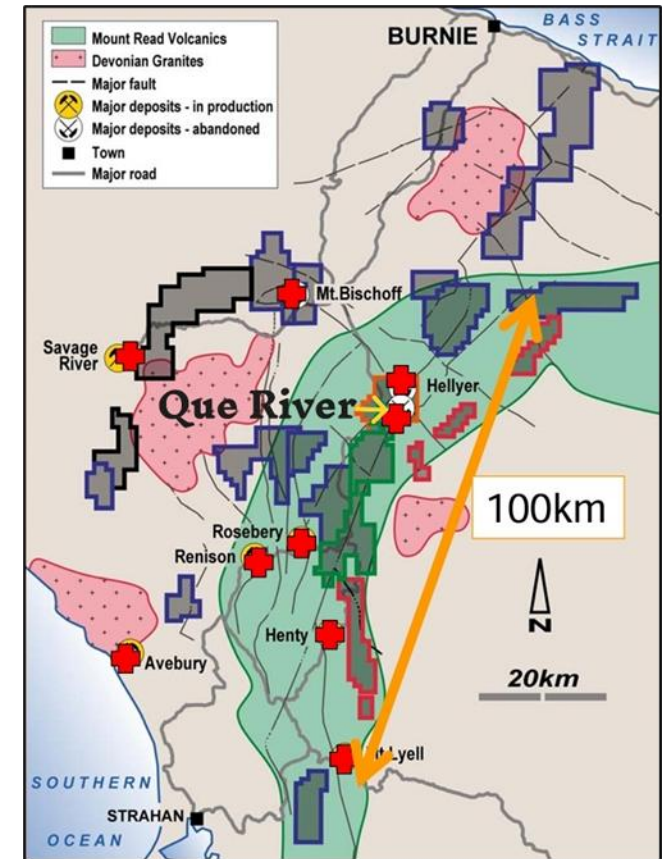 BASS
STRAIT
BURNIE
Mount Read Volcanics
Devonian Granites
Major fault
Major deposits - in production
Major deposits - abandoned
Town
Major road
Mt.Bischoff
Savage
River
Hellyer
Que River
100km
Rosebery
Renison
N
Henty
20km
Avebury
Lyell
SOUTHERN
OCEAN
STRAHAN